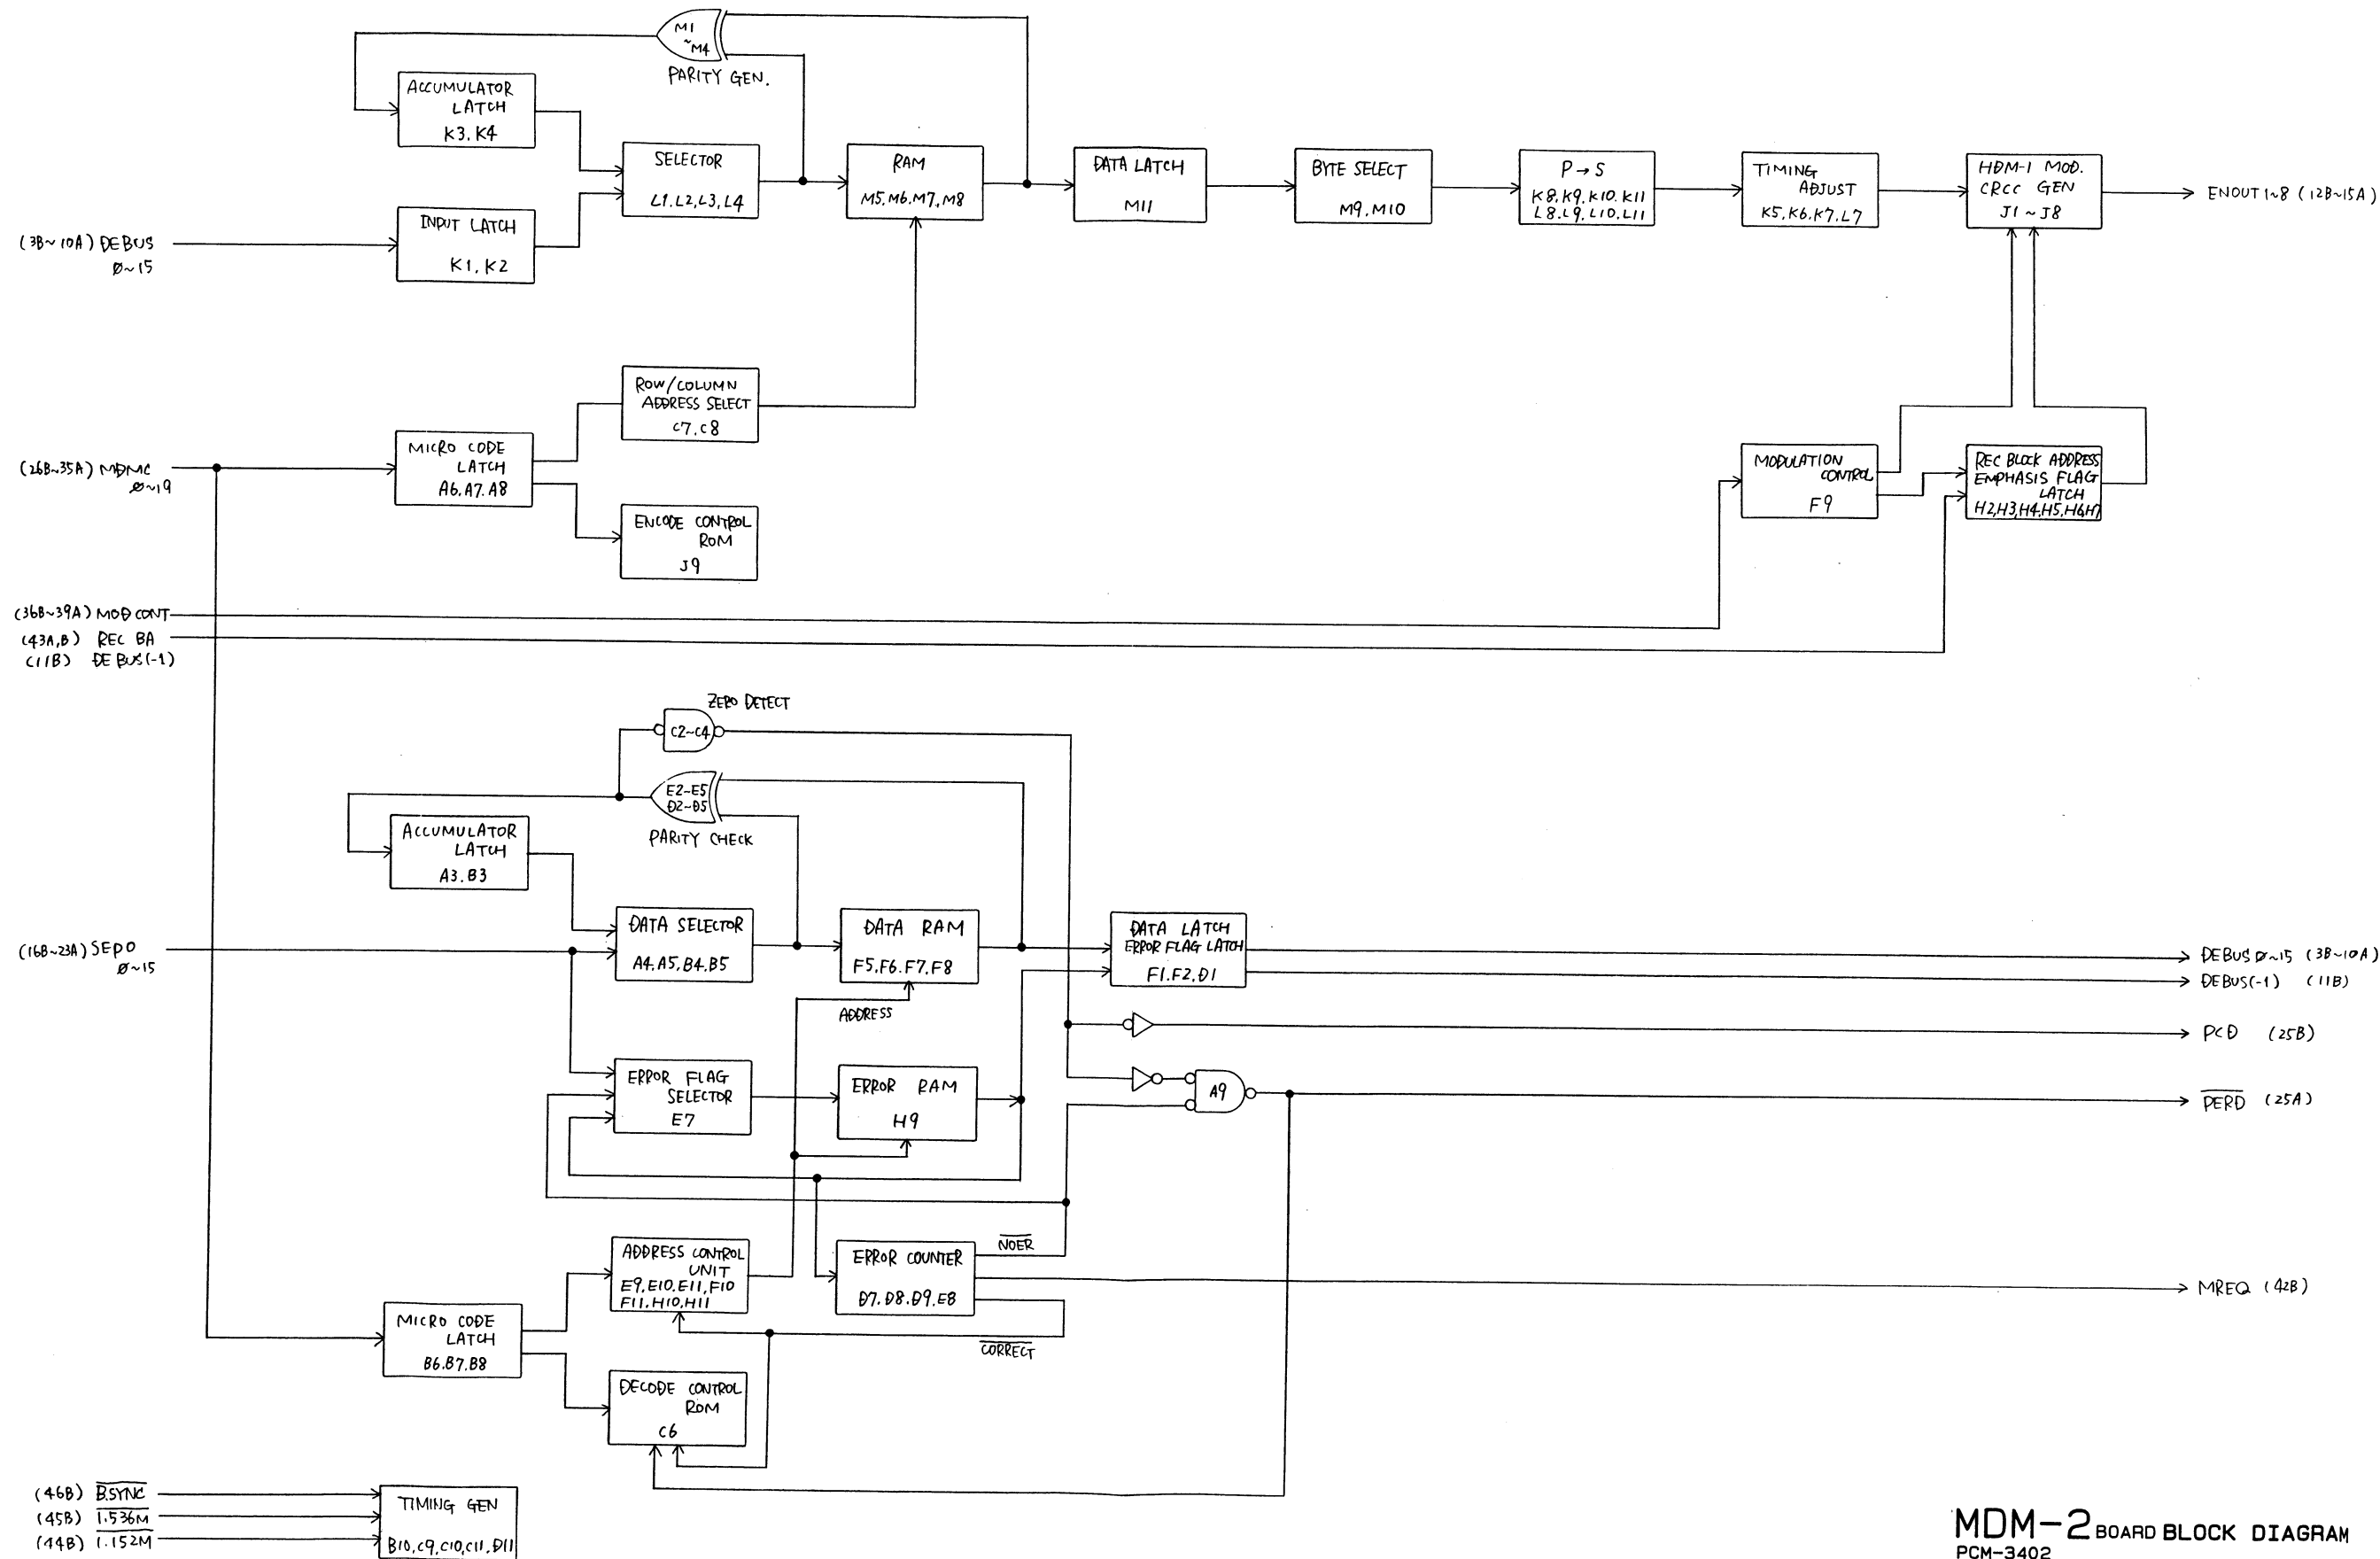 M1
~M4
PARITY GEN.
ACCUMULATOR
LATCH
K3.K4
SELECTOR
L1.L2,L3,L4
RAM
M5,M6.M7,M8
DATA LATCH
M11
BYTE SELECT
M9,M10
P→S
K8,K9,K10.K11
L8.L9,L10,L11
TIMING
ADJUST
K5,K6,K7,L7
HDM-1 MOD.
CRCC GEN
J1~J8
ENOUT 1~8 (12B~15A)
INPUT LATCH
K1,K2
(3B~10A) DEBUS
0~15
ROW/COLUMN
ADDRESS SELECT
C7,C8
(26B~35A) MDMC
0~19
MICRO CODE
LATCH
A6.A7.A8
ENCODE CONTROL
ROM
J9
MODULATION
CONTROL
F9
REC BLOCK ADDRESS
EMPHASIS FLAG
LATCH
H2,H3,H4.H5,H6,H7
(36B~39A) MOD CONT
(43A,B) REC BA
(11B) DEBUS(-1)
ZERO DETECT
C2~C4
E2~E5
D2~D5
PARITY CHECK
ACCUMULATOR
LATCH
A3.B3
(16B~23A) SEPO
0~15
DATA SELECTOR
A4.A5,B4.B5
DATA RAM
F5,F6.F7,F8
DATA LATCH
ERROR FLAG LATCH
F1.F2,D1
DEBUS 0~15 (3B~10A)
DEBUS(-1) (11B)
ADDRESS
PCD (25B)
ERROR FLAG
SELECTOR
E7
ERROR RAM
H9
A9
PERD (25A)
ADDRESS CONTROL
UNIT
E9,E10.E11,F10
F11.H10,H11
ERROR COUNTER
D7.D8.D9.E8
NOER
MREQ (42B)
CORRECT
MICRO CODE
LATCH
B6.B7.B8
DECODE CONTROL
ROM
C6
(46B) B.SYNC
(45B) 1.536M
(44B) 1.152M
TIMING GEN
B10,C9,C10,C11.D11
MDM-2 BOARD BLOCK DIAGRAM
PCM-3402